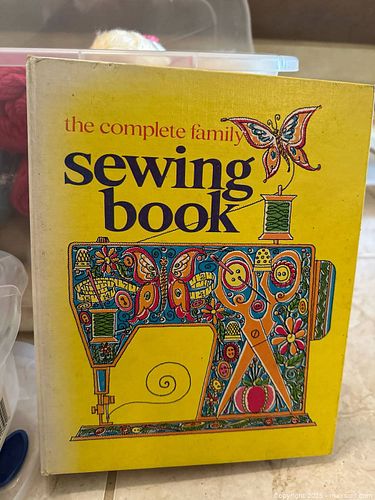 the complete family
sewing
book